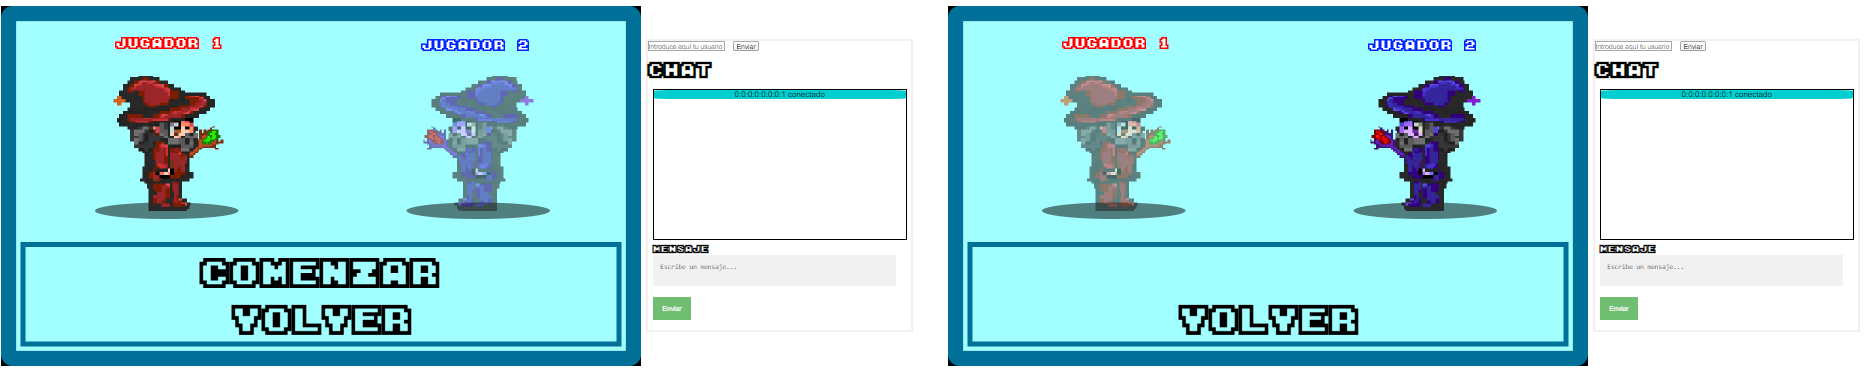 JUGADOR 1
JUGADOR 2
COMENZAR
VOLVER
Introduce aqui tu usuario
Enviar
CHAT
0:0:0:0:0:0:0:1 conectado
MENSAJE
Escribe un mensaje...
Enviar
JUGADOR 1
JUGADOR 2
VOLVER
Introduce aqui tu usuario
Enviar
CHAT
0:0:0:0:0:0:0:1 conectado
MENSAJE
Escribe un mensaje...
Enviar